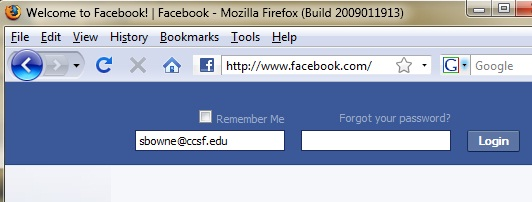 Welcome to Facebook! | Facebook - Mozilla Firefox (Build 2009011913)
File Edit View History Bookmarks Tools Help
http://www.facebook.com/ G Google
Remember Me Forgot your password?
sbowne@ccsf.edu Login